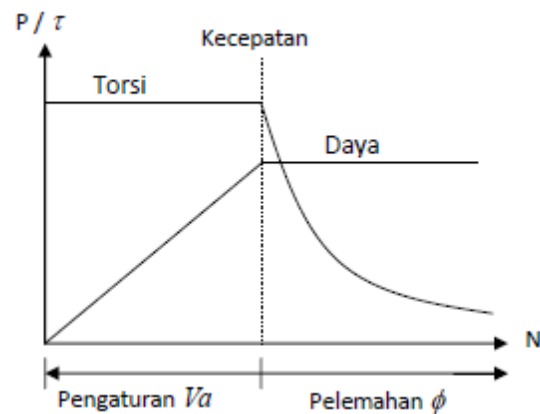 P / τ
Kecepatan
Torsi
Daya
N
Pengaturan Va
Pelemahan ϕ